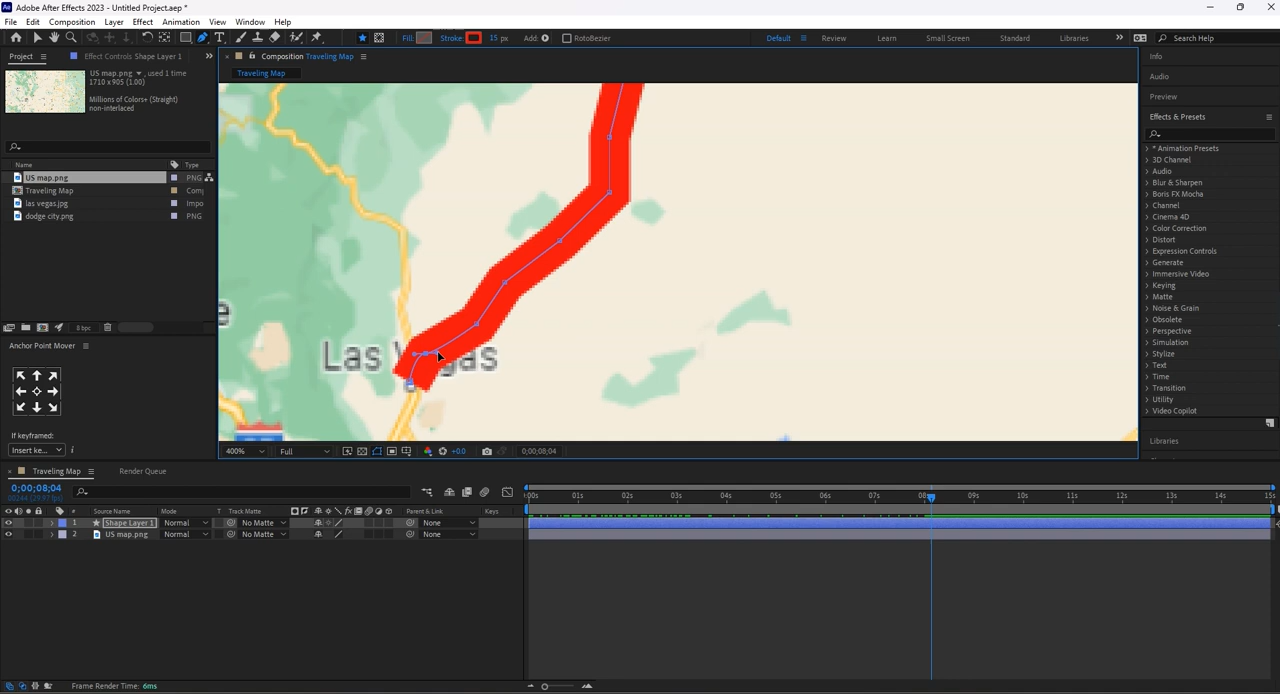 Adobe After Effects 2023 - Untitled Project.aep *
File Edit Composition Layer Effect Animation View Window Help
Fill: Stroke: 15 px Add: RotoBezier Default Review Learn Small Screen Standard Libraries Search Help
Project Effect Controls Shape Layer 1
US map.png , used 1 time
1710 x 905 (1.00)
Millions of Colors+ (Straight)
non-interlaced
Name Type
US map.png PNG
Traveling Map Com
las vegas.jpg Impo
dodge city.png PNG
8 bpc
Anchor Point Mover
If keyframed:
Insert ke...
Composition Traveling Map
Traveling Map
Las Vegas
400% Full +0.0 0;00;08;04
Info
Audio
Preview
Effects & Presets
* Animation Presets
3D Channel
Audio
Blur & Sharpen
Boris FX Mocha
Channel
Cinema 4D
Color Correction
Distort
Expression Controls
Generate
Immersive Video
Keying
Matte
Noise & Grain
Obsolete
Perspective
Simulation
Stylize
Text
Time
Transition
Utility
Video Copilot
Libraries
Traveling Map Render Queue
0;00;08;04
00244 (29.97 fps)
# Source Name Mode T Track Matte Parent & Link Keys
1 Shape Layer 1 Normal No Matte None
2 US map.png Normal No Matte None
:00s 01s 02s 03s 04s 05s 06s 07s 08s 09s 10s 11s 12s 13s 14s 15s
Frame Render Time: 6ms